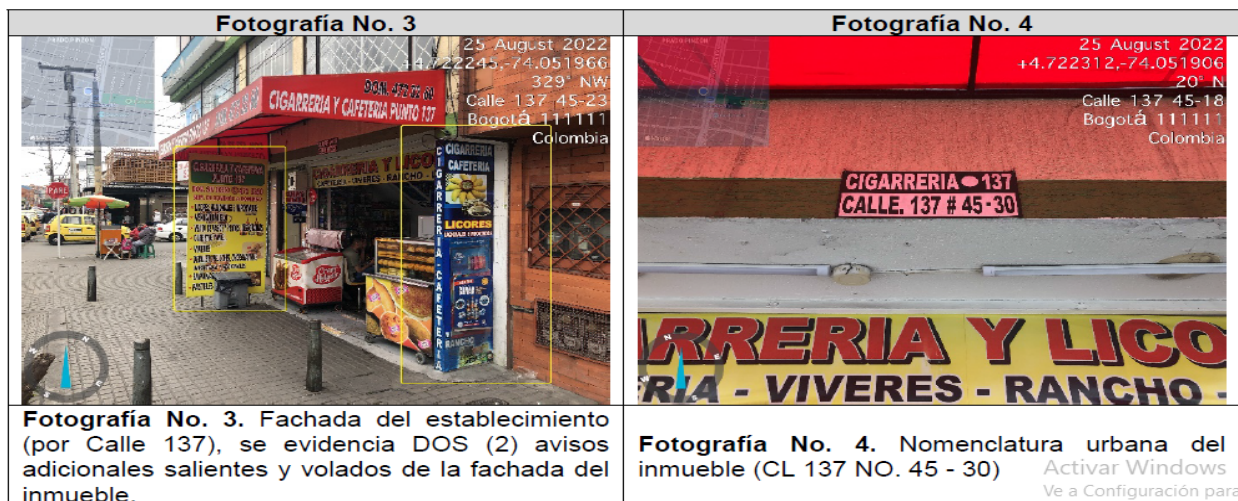 Fotografía No. 3
25 August 2022
+4.722245,-74.051966
329° NW
Calle 137 45-23
Bogotá 111111
Colombia
CIGARRERIA Y CAFETERIA PUNTO 137
PARE
PUNTO 137
CIGARRERIA
CAFETERIA
LICORES
CIGARRERIA - CAFETERIA
RANCHO
Fotografía No. 3. Fachada del establecimiento
(por Calle 137), se evidencia DOS (2) avisos
adicionales salientes y volados de la fachada del
inmueble.
Fotografía No. 4
25 August 2022
+4.722312,-74.051906
20° N
Calle 137 45-18
Bogotá 111111
Colombia
CIGARRERIA 137
CALLE. 137 # 45-30
ARRERIA Y LICO
ERIA - VIVERES - RANCHO -
Fotografía No. 4. Nomenclatura urbana del
inmueble (CL 137 NO. 45 - 30)
Activar Windows
Ve a Configuración para